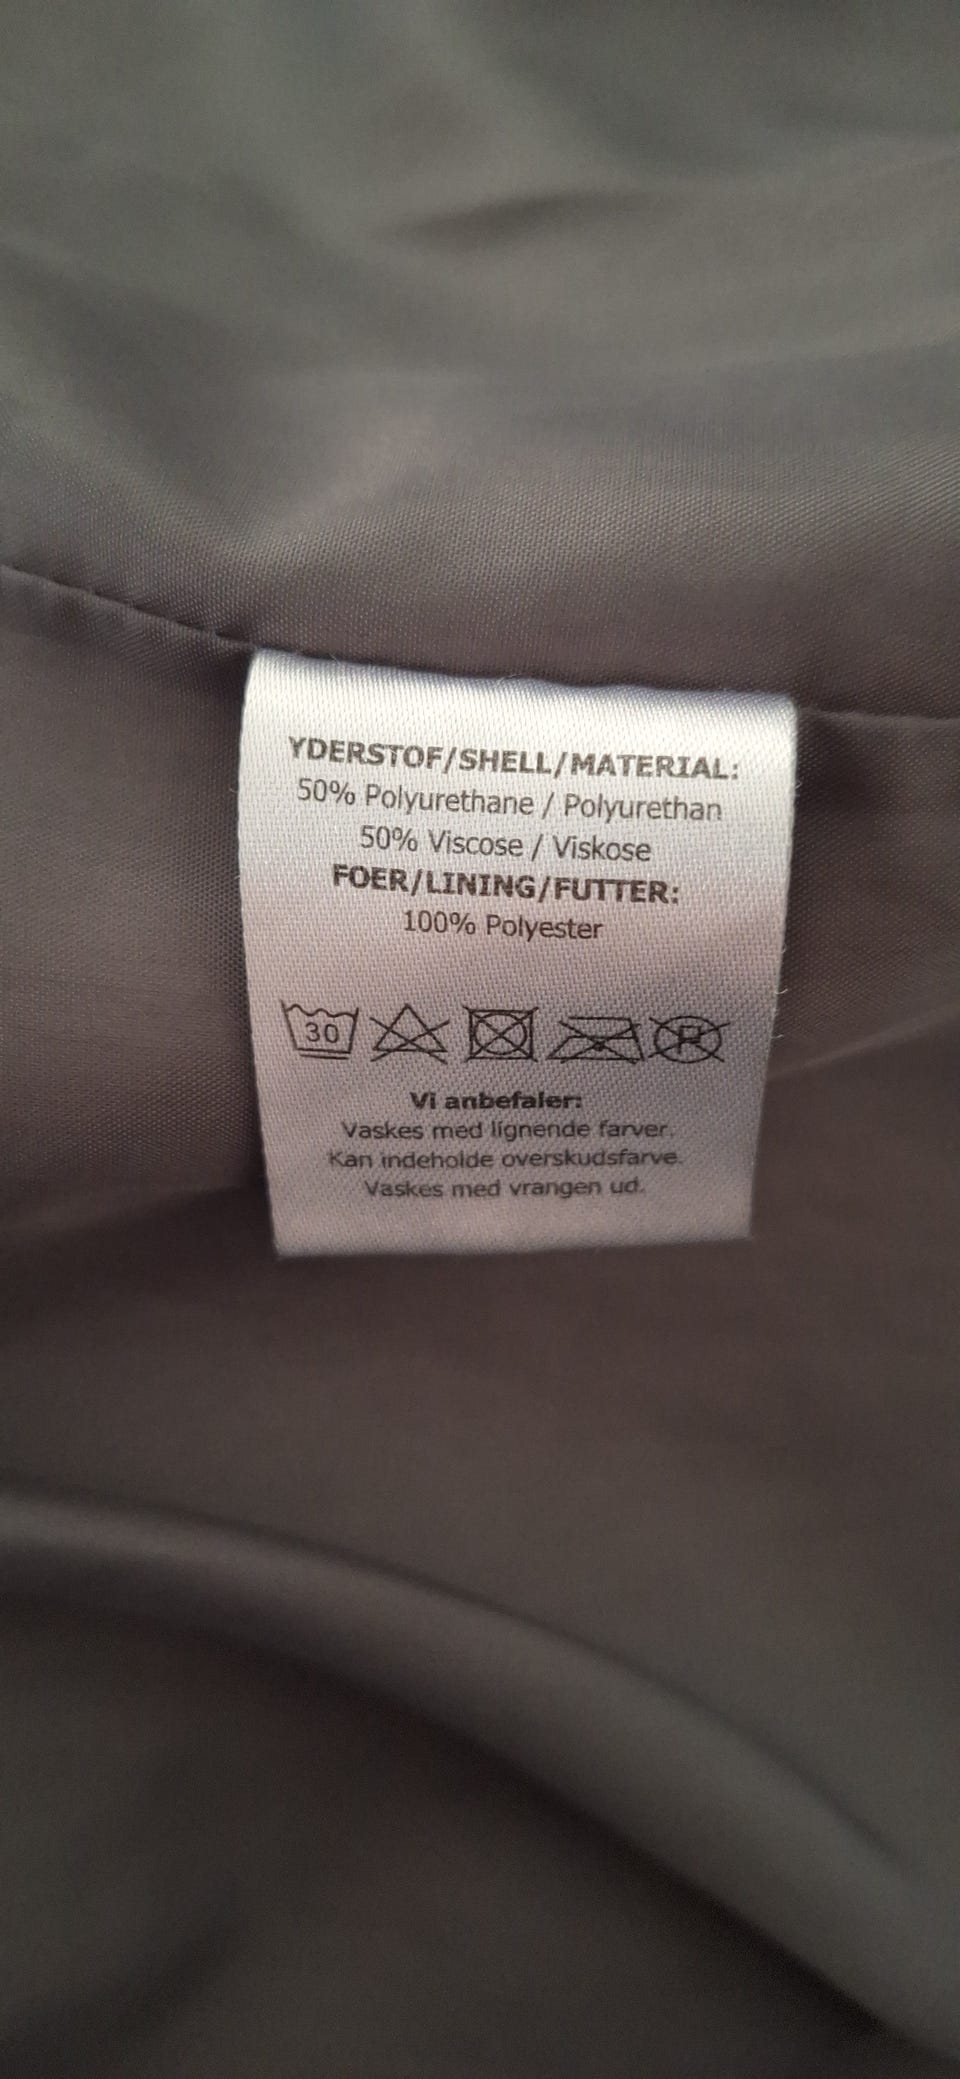 YDERSTOF/SHELL/MATERIAL:
50% Polyurethane / Polyurethan
50% Viscose / Viskose
FOER/LINING/FUTTER:
100% Polyester
30 P
Vi anbefaler:
Vaskes med lignende farver.
Kan indeholde overskudsfarve.
Vaskes med vrangen ud.